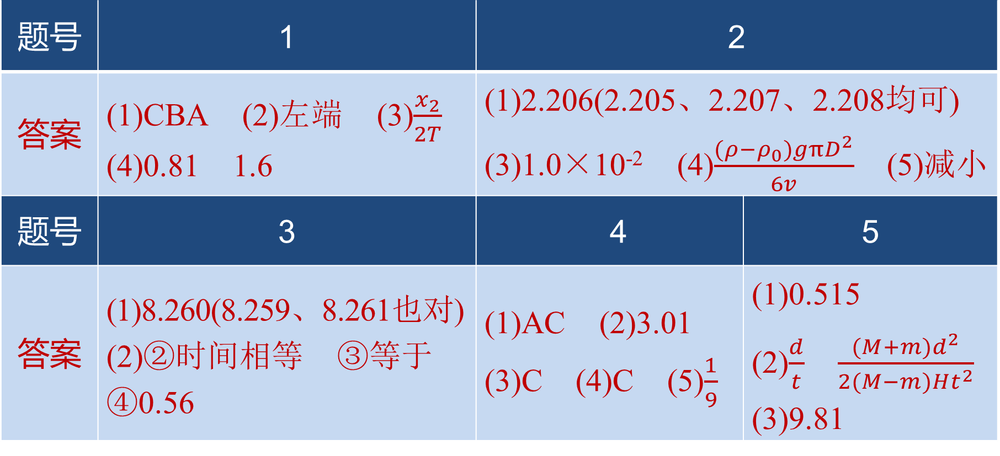 题号 1 2
答案
(1)CBA (2)左端 (3)$\frac{x_2}{2T}$
(4)0.81 1.6
(1)2.206(2.205、2.207、2.208均可)
(3)1.0×10$^{-2}$ (4)$\frac{(ρ-ρ_0)gπD^2}{6v}$ (5)减小
题号 3 4 5
答案
(1)8.260(8.259、8.261也对)
(2)②时间相等 ③等于
④0.56
(1)AC (2)3.01
(3)C (4)C (5)$\frac{1}{9}$
(1)0.515
(2)$\frac{d}{t}$ $\frac{(M+m)d^2}{2(M-m)Ht^2}$
(3)9.81